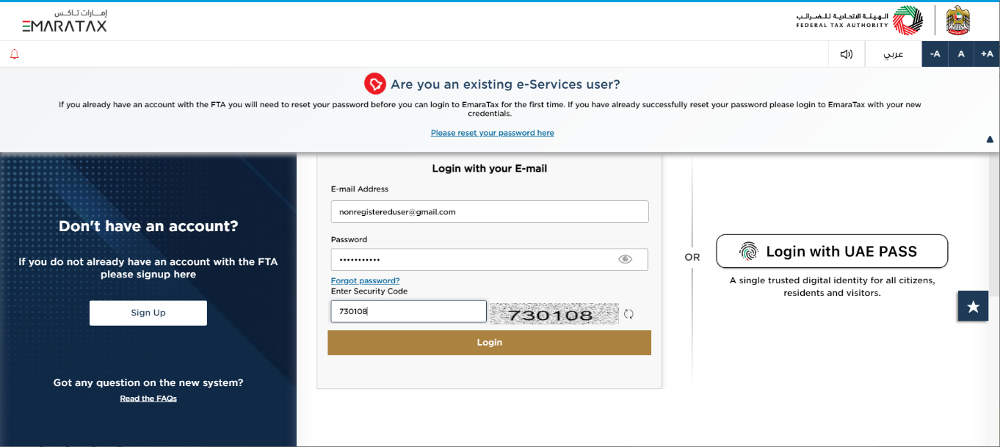 إمـــارات تـاكــس
EMARATAX
الـهـيـئـة الاتـحاديـة لـلـضـــرائــب
FEDERAL TAX AUTHORITY
عربي
-A
A
+A
Are you an existing e-Services user?
If you already have an account with the FTA you will need to reset your password before you can login to EmaraTax for the first time. If you have already successfully reset your password please login to EmaraTax with your new
credentials.
Please reset your password here
Don't have an account?
If you do not already have an account with the FTA
please signup here
Sign Up
Got any question on the new system?
Read the FAQs
Login with your E-mail
E-mail Address
nonregistereduser@gmail.com
Password
•••••••••••
Forgot password?
Enter Security Code
730108
730108
Login
OR
Login with UAE PASS
A single trusted digital identity for all citizens,
residents and visitors.